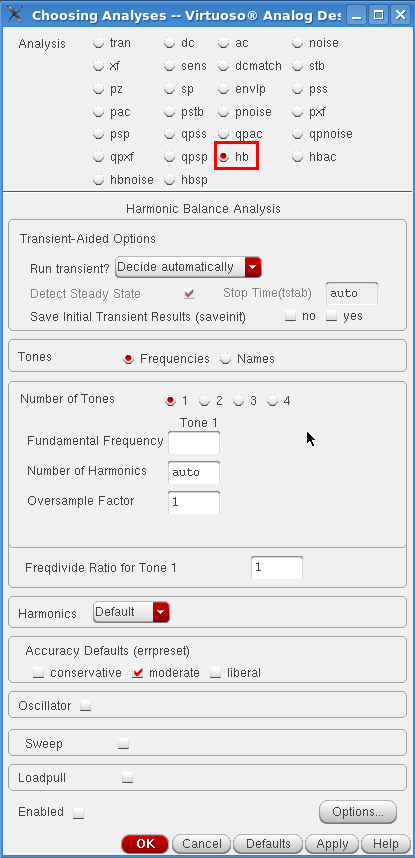 Choosing Analyses -- Virtuoso® Analog Des
Analysis tran dc ac noise
xf sens dcmatch stb
pz sp envlp pss
pac pstb pnoise pxf
psp qpss qpac qpnoise
qpxf qpsp hb hbac
hbnoise hbsp
Harmonic Balance Analysis
Transient-Aided Options
Run transient? Decide automatically
Detect Steady State Stop Time(tstab) auto
Save Initial Transient Results (saveinit) no yes
Tones Frequencies Names
Number of Tones 1 2 3 4
Tone 1
Fundamental Frequency
Number of Harmonics auto
Oversample Factor 1
Freqdivide Ratio for Tone 1 1
Harmonics Default
Accuracy Defaults (errpreset)
conservative moderate liberal
Oscillator
Sweep
Loadpull
Enabled Options...
OK Cancel Defaults Apply Help